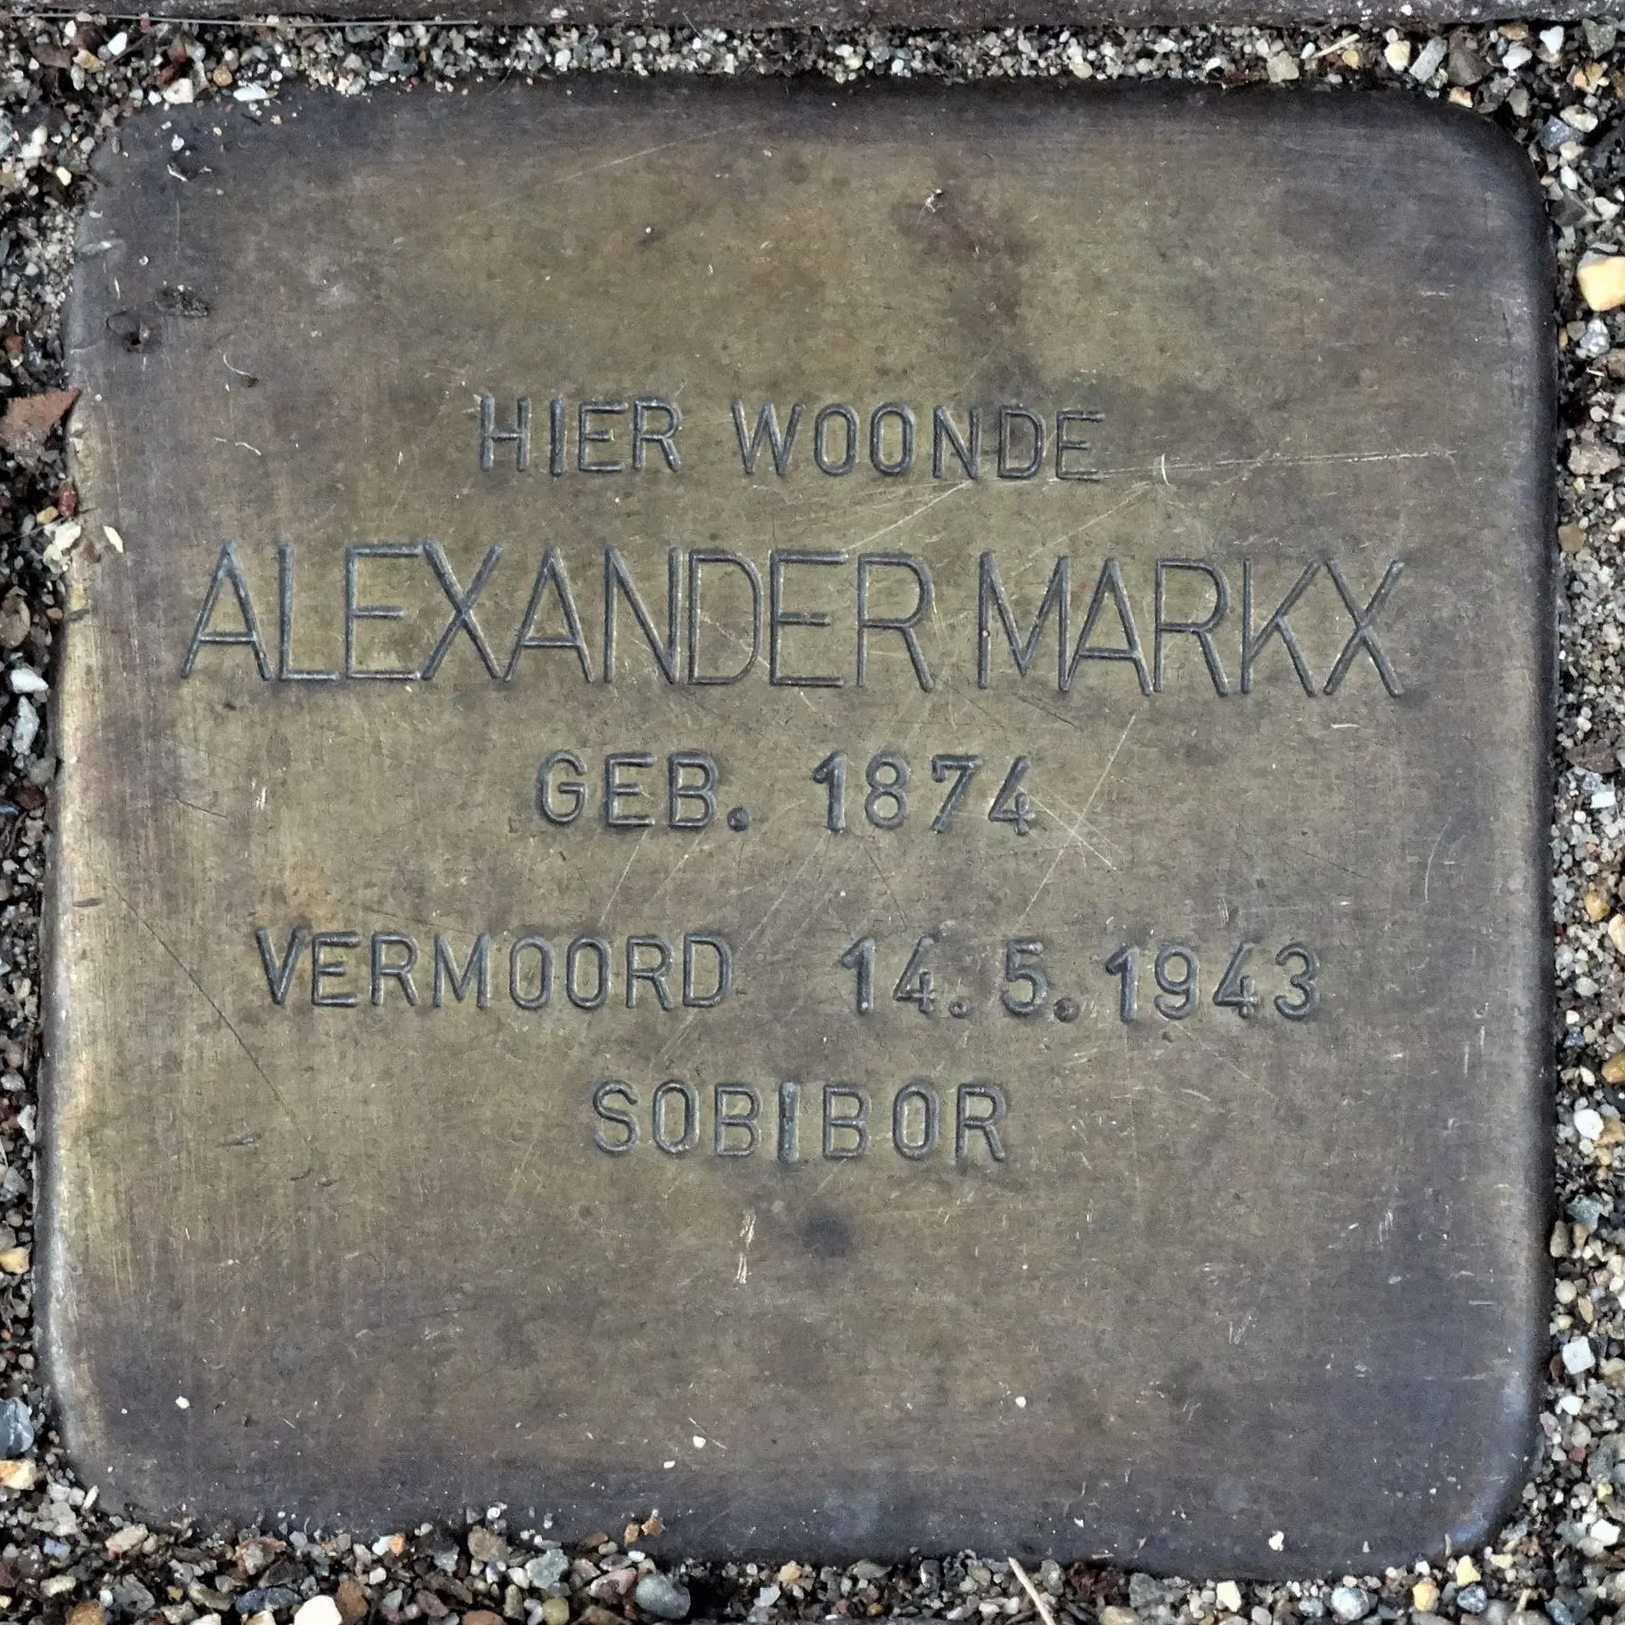 HIER WOONDE
ALEXANDER MARKX
GEB. 1874
VERMOORD 14.5.1943
SOBIBOR